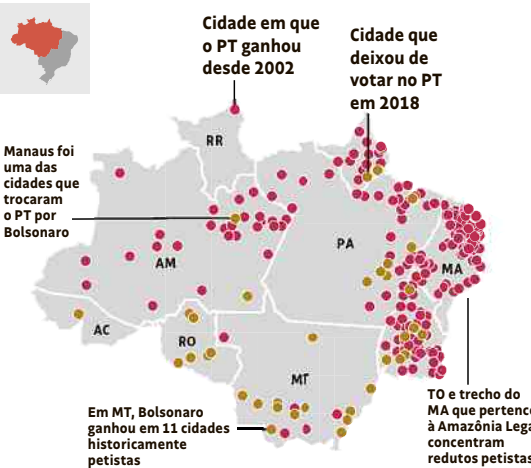 Cidade em que
o PT ganhou
desde 2002
Cidade que
deixou de
votar no PT
em 2018
Manaus foi
uma das
cidades que
trocaram
o PT por
Bolsonaro
RR
AM
PA
MA
AC
RO
MT
Em MT, Bolsonaro
ganhou em 11 cidades
historicamente
petistas
TO e trecho do
MA que pertence
à Amazônia Lega
concentram
redutos petistas